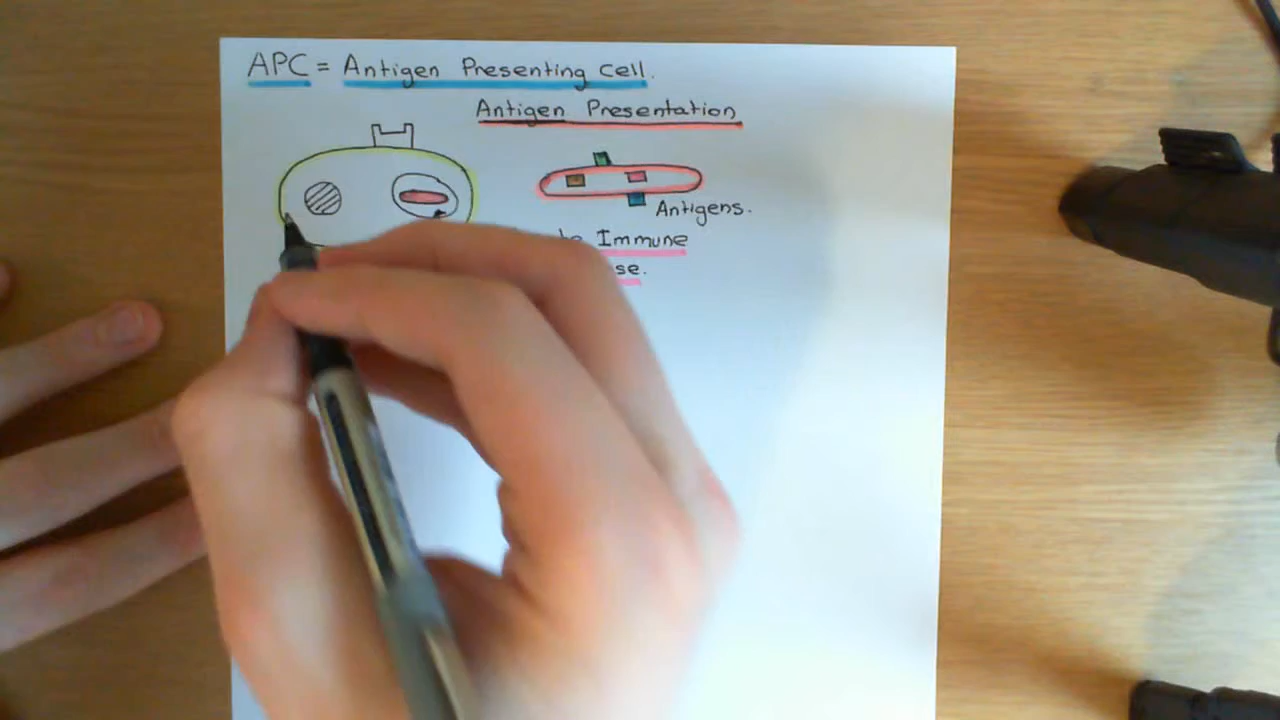 APC = Antigen Presenting cell.
Antigen Presentation
Antigens.
Immune